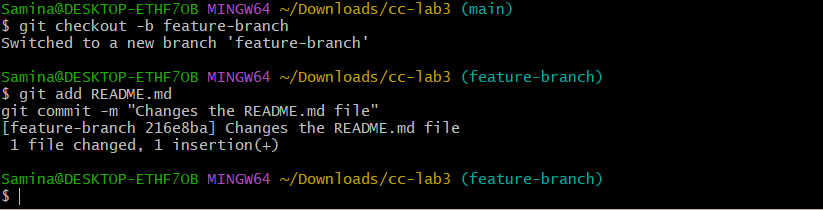 Samina@DESKTOP-ETHF7OB MINGW64 ~/Downloads/cc-lab3 (main)
$ git checkout -b feature-branch
Switched to a new branch 'feature-branch'
Samina@DESKTOP-ETHF7OB MINGW64 ~/Downloads/cc-lab3 (feature-branch)
$ git add README.md
git commit -m "Changes the README.md file"
[feature-branch 216e8ba] Changes the README.md file
 1 file changed, 1 insertion(+)
Samina@DESKTOP-ETHF7OB MINGW64 ~/Downloads/cc-lab3 (feature-branch)
$